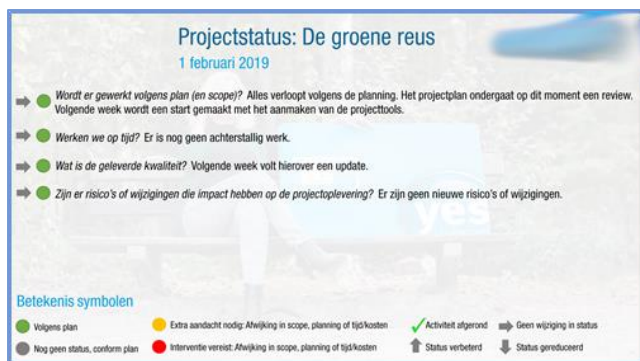 Projectstatus: De groene reus
1 februari 2019
Wordt er gewerkt volgens plan (en scope)? Alles verloopt volgens de planning. Het projectplan ondergaat op dit moment een review.
Volgende week wordt een start gemaakt met het aanmaken van de projecttools.
Werken we op tijd? Er is nog geen achterstallig werk.
Wat is de geleverde kwaliteit? Volgende week volt hierover een update.
Zijn er risico's of wijzigingen die impact hebben op de projectoplevering? Er zijn geen nieuwe risico's of wijzigingen.
yes
Betekenis symbolen
Volgens plan
Extra aandacht nodig: Afwijking in scope, planning of tijd/kosten
Activiteit afgerond
Geen wijziging in status
Nog geen status, conform plan
Interventie vereist: Afwijking in scope, planning of tijd/kosten
Status verbeterd
Status gereduceerd